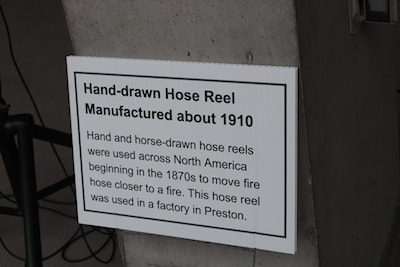 Hand-drawn Hose Reel
Manufactured about 1910
Hand and horse-drawn hose reels
were used across North America
beginning in the 1870s to move fire
hose closer to a fire. This hose reel
was used in a factory in Preston.